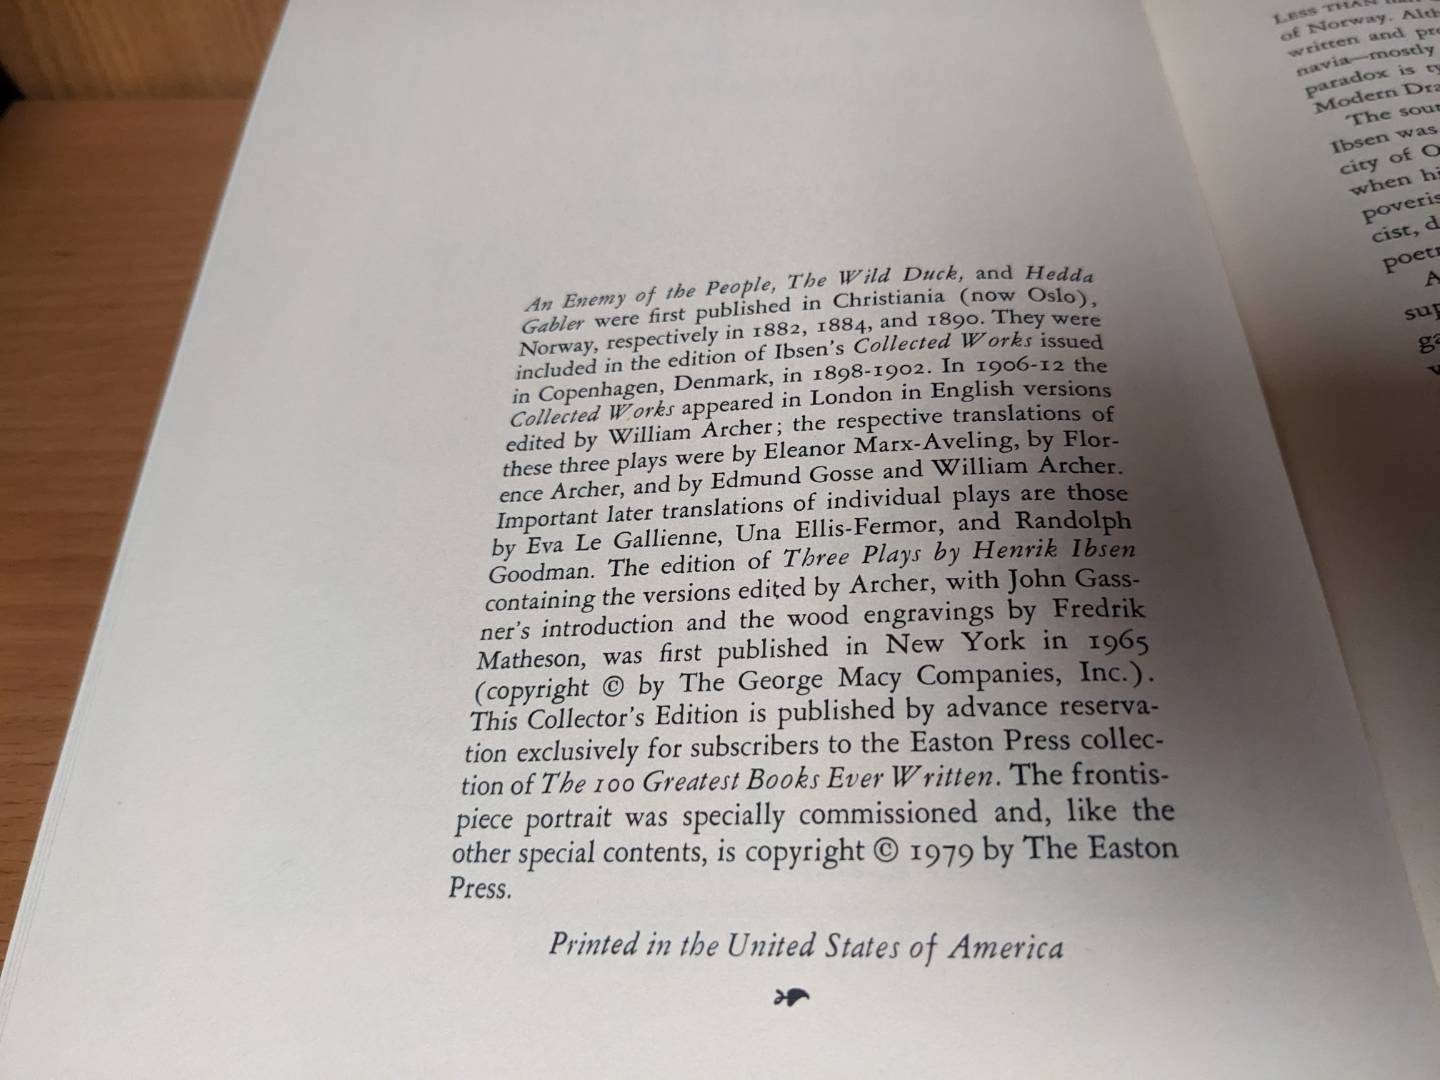 An Enemy of the People, The Wild Duck, and Hedda
Gabler were first published in Christiania (now Oslo),
Norway, respectively in 1882, 1884, and 1890. They were
included in the edition of Ibsen's Collected Works issued
in Copenhagen, Denmark, in 1898-1902. In 1906-12 the
Collected Works appeared in London in English versions
edited by William Archer; the respective translations of
these three plays were by Eleanor Marx-Aveling, by Flor-
ence Archer, and by Edmund Gosse and William Archer.
Important later translations of individual plays are those
by Eva Le Gallienne, Una Ellis-Fermor, and Randolph
Goodman. The edition of Three Plays by Henrik Ibsen
containing the versions edited by Archer, with John Gass-
ner's introduction and the wood engravings by Fredrik
Matheson, was first published in New York in 1965
(copyright © by The George Macy Companies, Inc.).
This Collector's Edition is published by advance reserva-
tion exclusively for subscribers to the Easton Press collec-
tion of The 100 Greatest Books Ever Written. The frontis-
piece portrait was specially commissioned and, like the
other special contents, is copyright © 1979 by The Easton
Press.
Printed in the United States of America
LESS THAN
of Norway.
written and
navia—mostly
paradox is
Modern
The
Ibsen was
city of
when
cist,